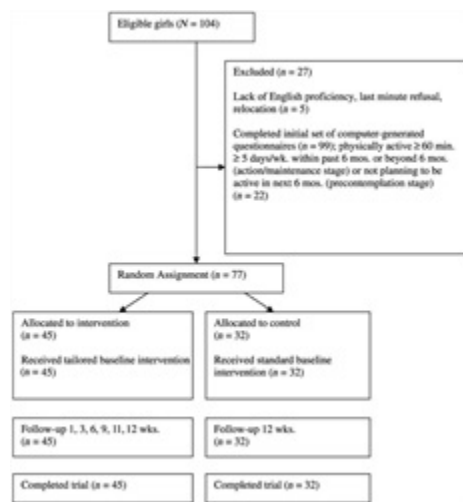 Eligible girls (N = 104)
Excluded (n = 27)
Lack of English proficiency, last minute refusal,
relocation (n = 5)
Completed initial set of computer-generated
questionnaires (n = 99); physically active ≥ 60 min.
≥ 5 days/wk. within past 6 mos. or beyond 6 mos.
(action/maintenance stage) or not planning to be
active in next 6 mos. (precontemplation stage)
(n = 22)
Random Assignment (n = 77)
Allocated to intervention
(n = 45)
Received tailored baseline intervention
(n = 45)
Allocated to control
(n = 32)
Received standard baseline
intervention (n = 32)
Follow-up 1, 3, 6, 9, 11, 12 wks.
(n = 45)
Follow-up 12 wks.
(n = 32)
Completed trial (n = 45)
Completed trial (n = 32)